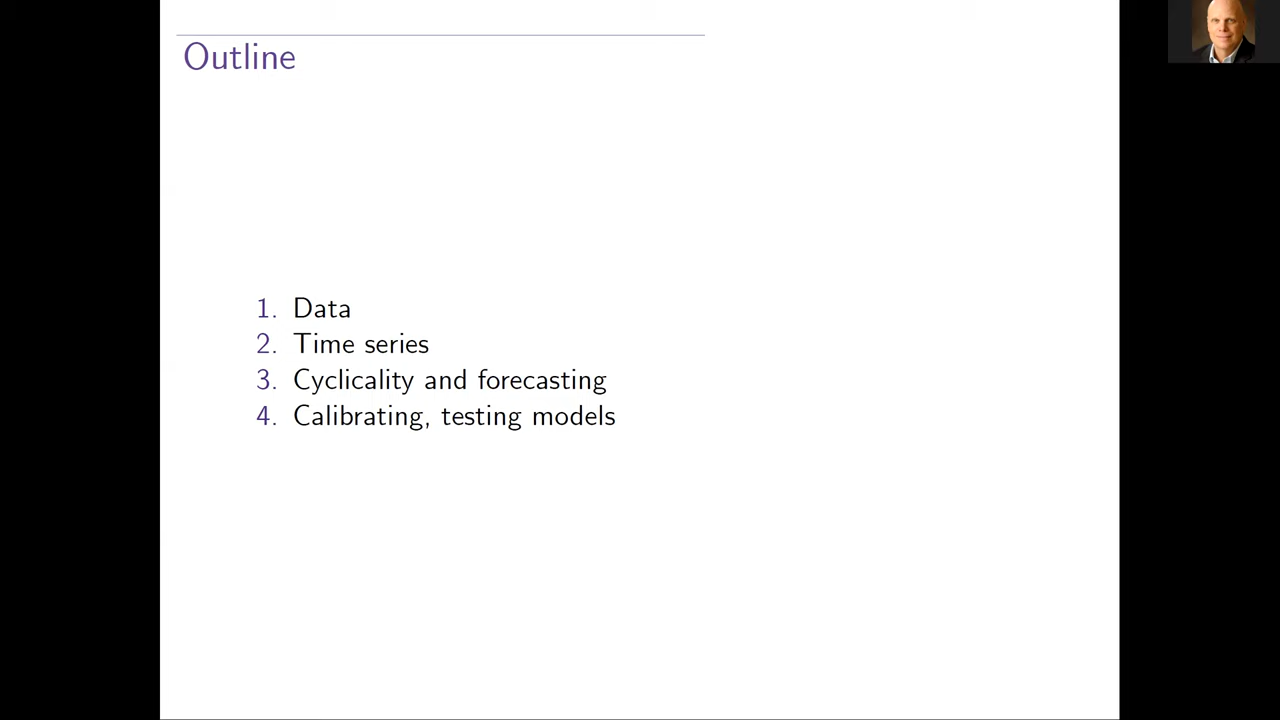 Outline
1. Data
2. Time series
3. Cyclicality and forecasting
4. Calibrating, testing models